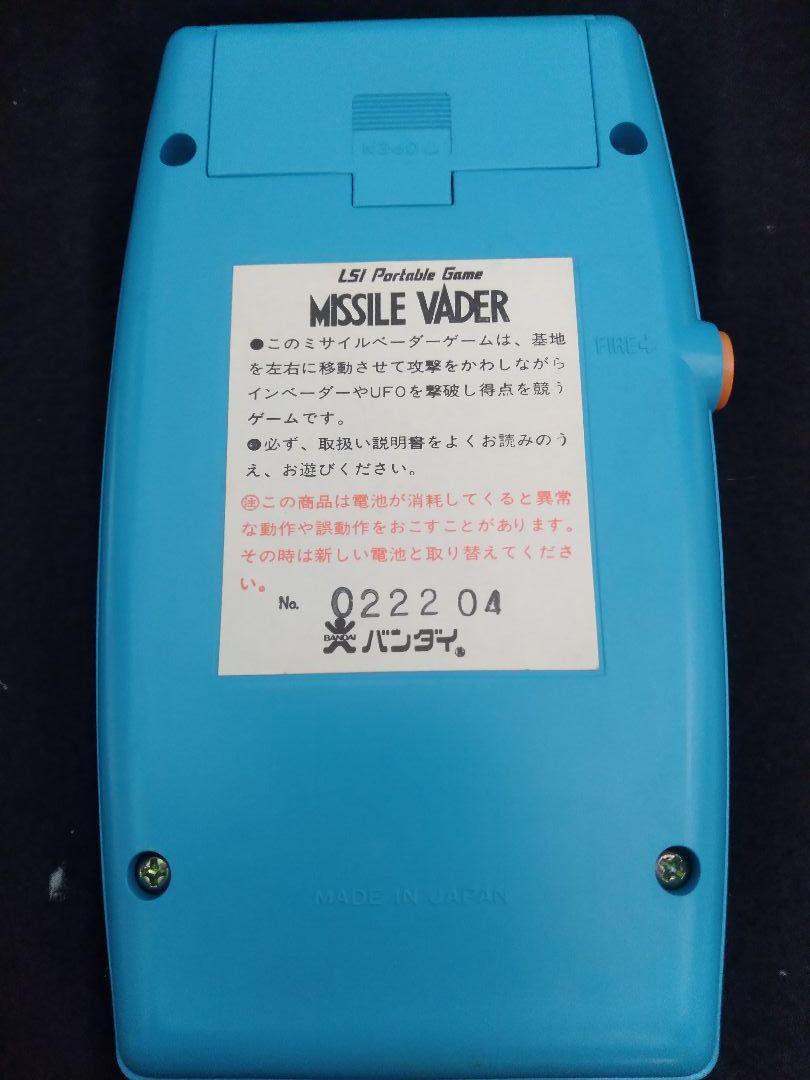 OPEN
LSI Portable Game
MISSILE VADER
●このミサイルベーダーゲームは、基地
を左右に移動させて攻撃をかわしながら
インベーダーやUFOを撃破し得点を競う
ゲームです。
●必ず、取扱い説明書をよくお読みのう
え、お遊びください。
㊟この商品は電池が消耗してくると異常
な動作や誤動作をおこすことがあります。
その時は新しい電池と取り替えてくださ
い。
No. 0222 04
BANDAI バンダイ
FIRE
MADE IN JAPAN